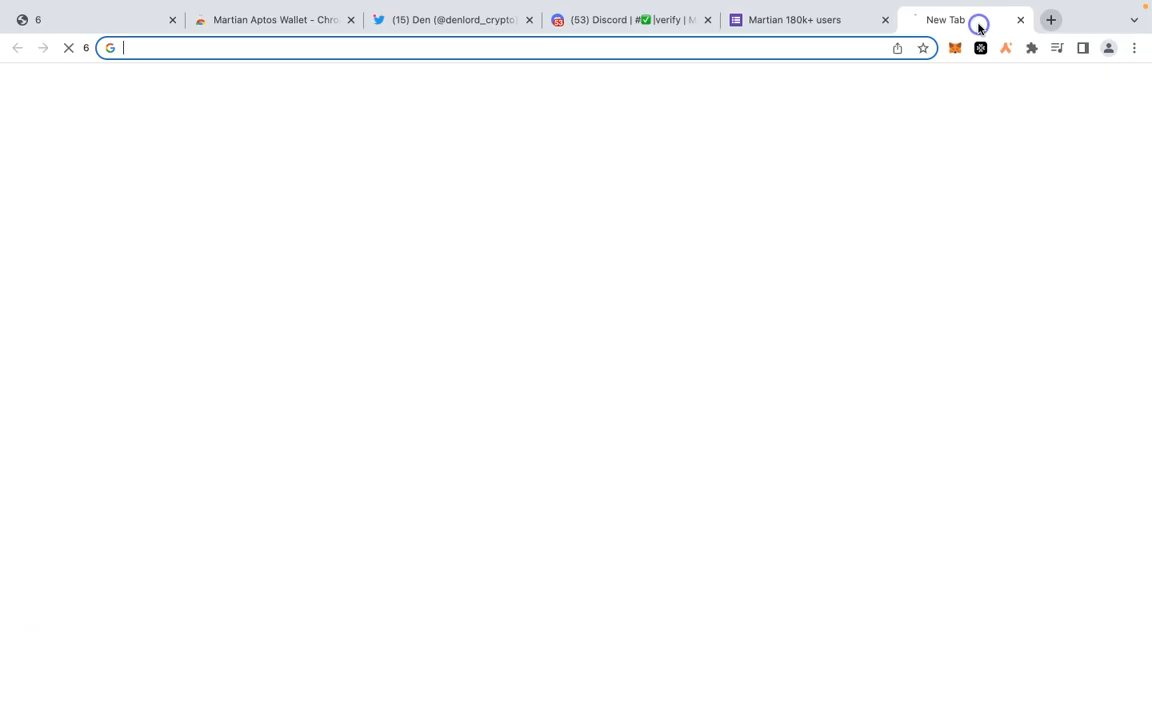 6
Martian Aptos Wallet - Chro
(15) Den (@denlord_crypto)
(53) Discord | #✅|verify | M
Martian 180k+ users
New Tab
6